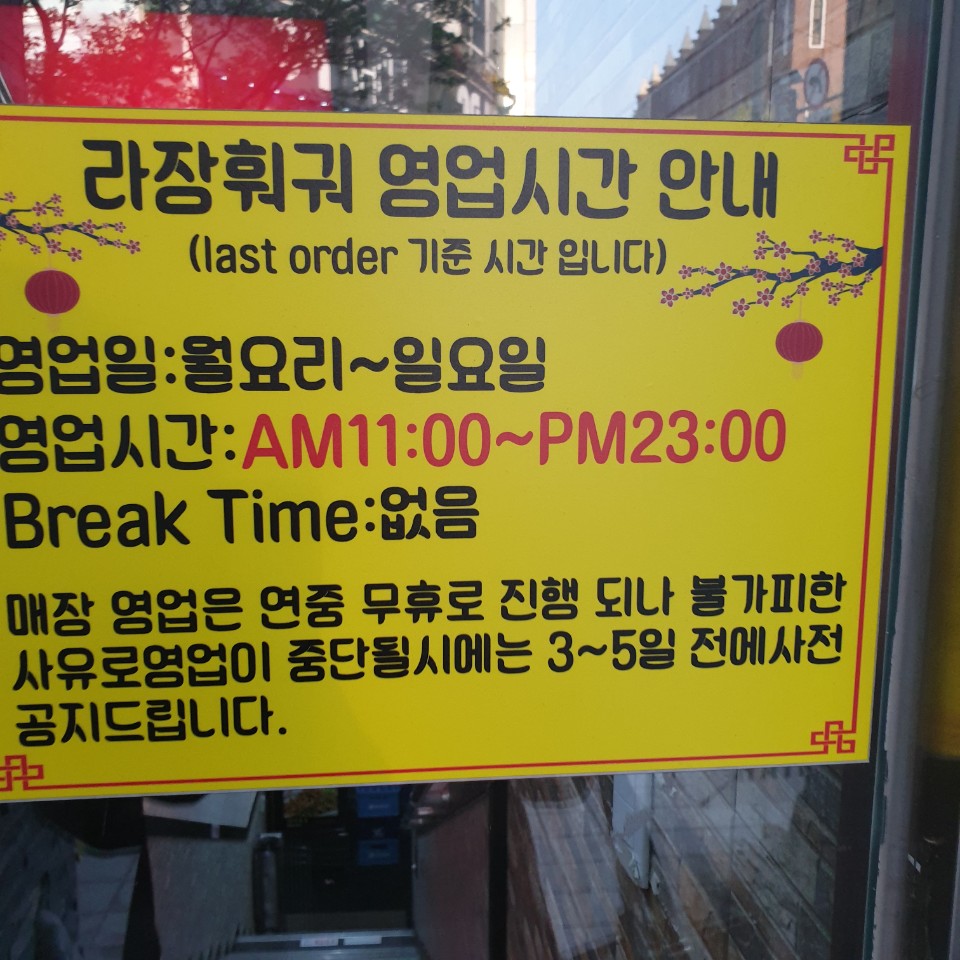 라장훠궈 영업시간 안내
(last order 기준 시간 입니다)
영업일:월요리~일요일
영업시간:AM11:00~PM23:00
Break Time:없음
매장 영업은 연중 무휴로 진행 되나 불가피한
사유로영업이 중단될시에는 3~5일 전에사전
공지드립니다.